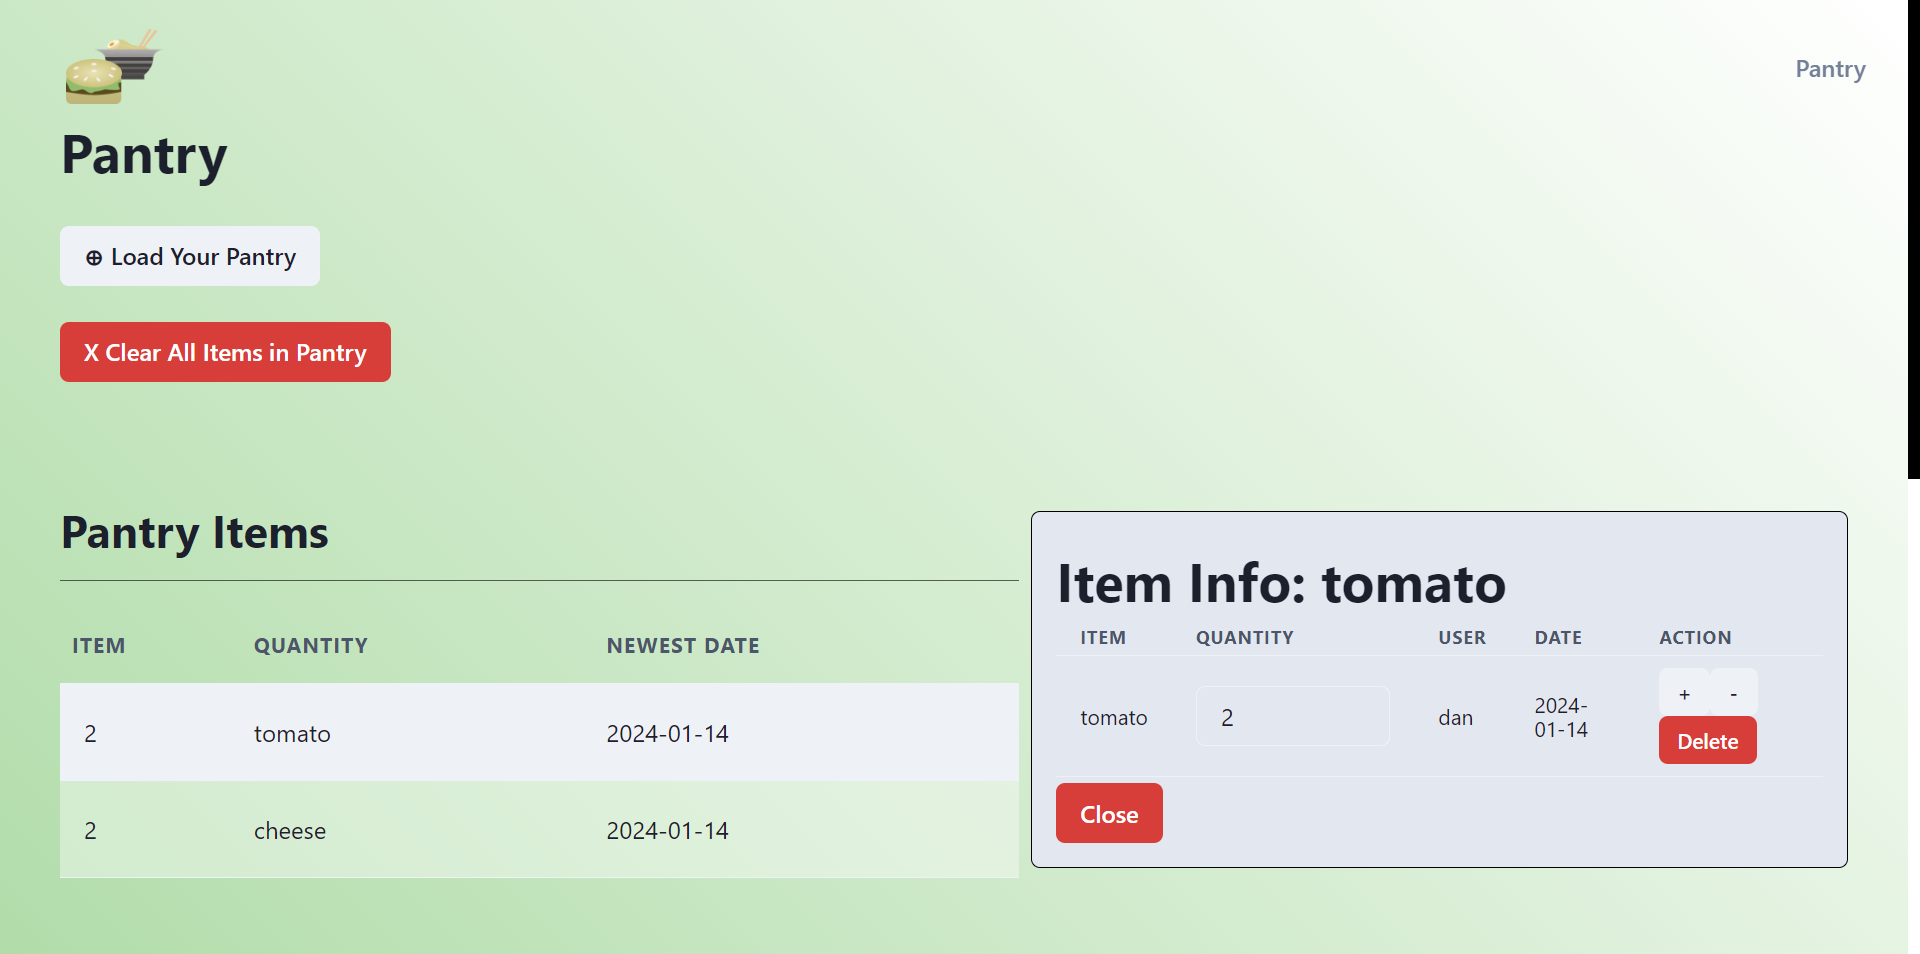 Pantry
Pantry
⊕ Load Your Pantry
X Clear All Items in Pantry
Pantry Items
ITEM QUANTITY NEWEST DATE
2 tomato 2024-01-14
2 cheese 2024-01-14
Item Info: tomato
ITEM QUANTITY USER DATE ACTION
tomato 2 dan 2024-
01-14
+ -
Delete
Close